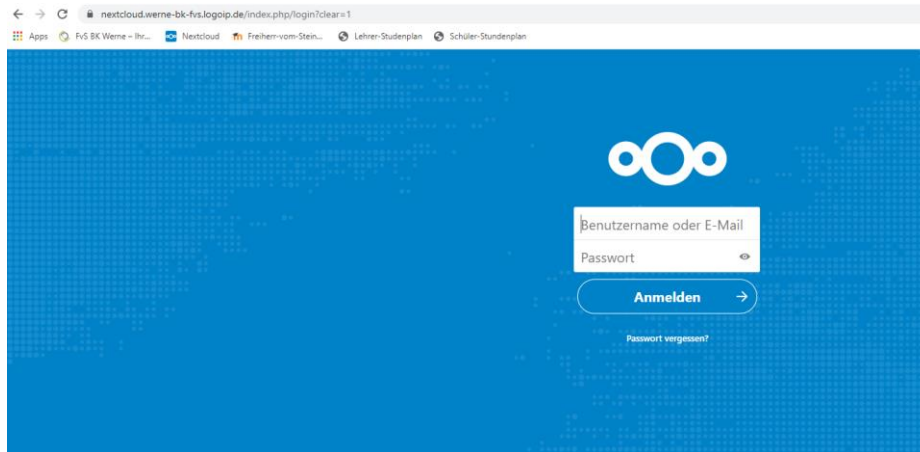 nextcloud.werne-bk-fvs.logoip.de/index.php/login?clear=1
Apps FvS BK Werne – Ihr... Nextcloud Freiherr-vom-Stein... Lehrer-Studenplan Schüler-Stundenplan
Benutzername oder E-Mail
Passwort
Anmelden
Passwort vergessen?